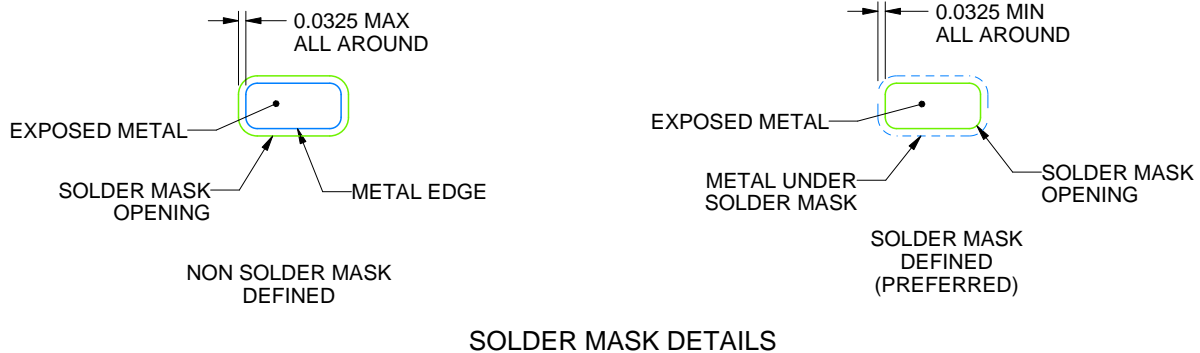 0.0325 MAX
ALL AROUND
EXPOSED METAL
SOLDER MASK
OPENING
METAL EDGE
NON SOLDER MASK
DEFINED
0.0325 MIN
ALL AROUND
EXPOSED METAL
METAL UNDER
SOLDER MASK
SOLDER MASK
OPENING
SOLDER MASK
DEFINED
(PREFERRED)
SOLDER MASK DETAILS